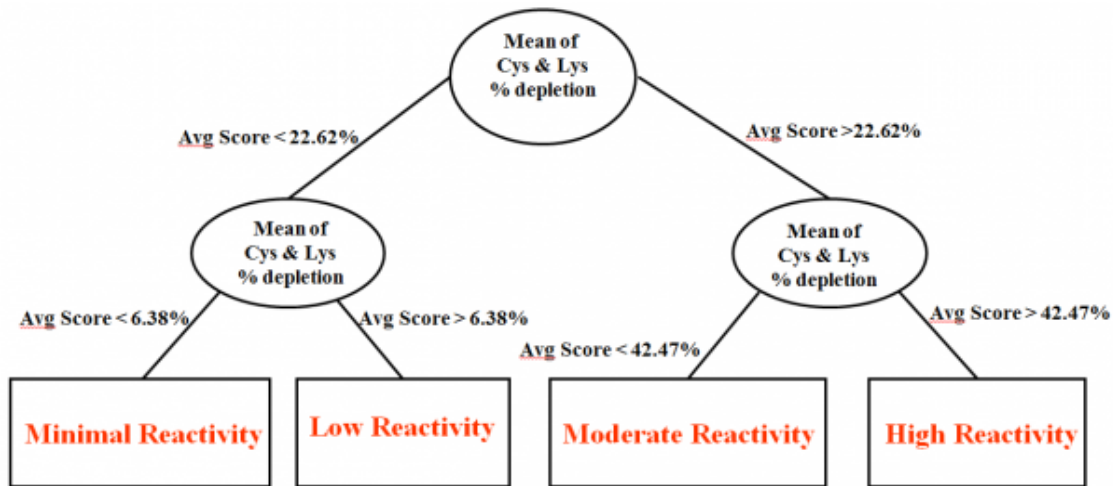 Mean of
Cys & Lys
% depletion
Avg Score < 22.62%
Avg Score >22.62%
Mean of
Cys & Lys
% depletion
Mean of
Cys & Lys
% depletion
Avg Score < 6.38%
Avg Score > 6.38%
Avg Score < 42.47%
Avg Score > 42.47%
Minimal Reactivity
Low Reactivity
Moderate Reactivity
High Reactivity